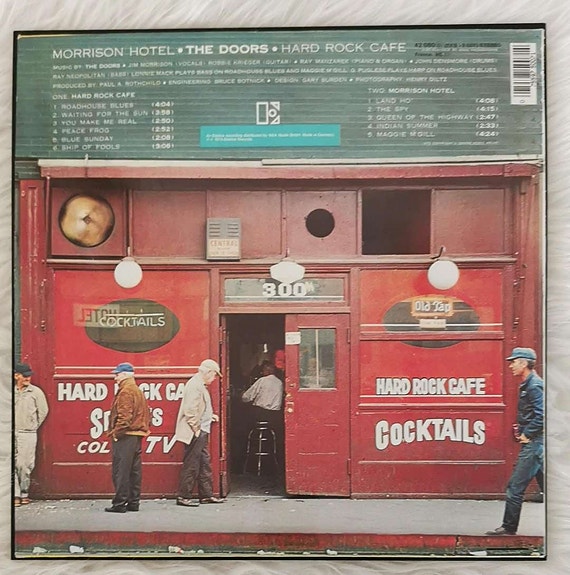 MORRISON HOTEL • THE DOORS • HARD ROCK CAFE
MUSIC BY: THE DOORS • JIM MORRISON (VOCALS) ROBBIE KRIEGER (GUITAR) • RAY MANZAREK (PIANO & ORGAN) • JOHN DENSMORE (DRUMS)
RAY NEOPOLITAN (BASS) LONNIE MACK PLAYS BASS ON ROADHOUSE BLUES AND MAGGIE M'GILL. G. PUGLESE PLAYS HARP ON ROADHOUSE BLUES.
PRODUCED BY: PAUL A. ROTHCHILD • ENGINEERING: BRUCE BOTNICK • DESIGN: GARY BURDEN • PHOTOGRAPHY: HENRY DILTZ
ONE: HARD ROCK CAFE
1 ROADHOUSE BLUES (4:04)
2 WAITING FOR THE SUN (3:58)
3 YOU MAKE ME REAL (2:50)
4 PEACE FROG (2:52)
5 BLUE SUNDAY (2:08)
6 SHIP OF FOOLS (3:06)
TWO: MORRISON HOTEL
1 LAND HO' (4:08)
2 THE SPY (4:15)
3 QUEEN OF THE HIGHWAY (2:47)
4 INDIAN SUMMER (2:33)
5 MAGGIE M'GILL (4:24)
E
CENTRAL
300
HOTEL
COCKTAILS
Old Tap
HARD ROCK CA
HARD ROCK CAFE
COL TV
COCKTAILS